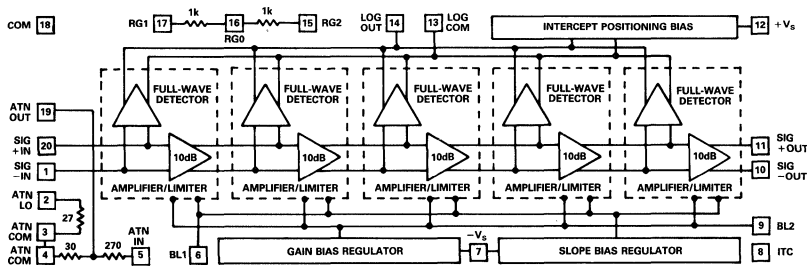 COM 18
RG1 17 1k 16 1k 15 RG2
RG0
LOG OUT 14
13 LOG COM
INTERCEPT POSITIONING BIAS
12 +VS
FULL-WAVE DETECTOR
FULL-WAVE DETECTOR
FULL-WAVE DETECTOR
FULL-WAVE DETECTOR
FULL-WAVE DETECTOR
ATN OUT 19
SIG +IN 20
SIG −IN 1
10dB
10dB
10dB
10dB
10dB
11 SIG +OUT
10 SIG −OUT
AMPLIFIER/LIMITER
AMPLIFIER/LIMITER
AMPLIFIER/LIMITER
AMPLIFIER/LIMITER
AMPLIFIER/LIMITER
ATN LO 2
27
ATN COM 3
ATN COM 4
30
270
ATN IN 5
BL1 6
GAIN BIAS REGULATOR
−VS
7
SLOPE BIAS REGULATOR
9 BL2
8 ITC